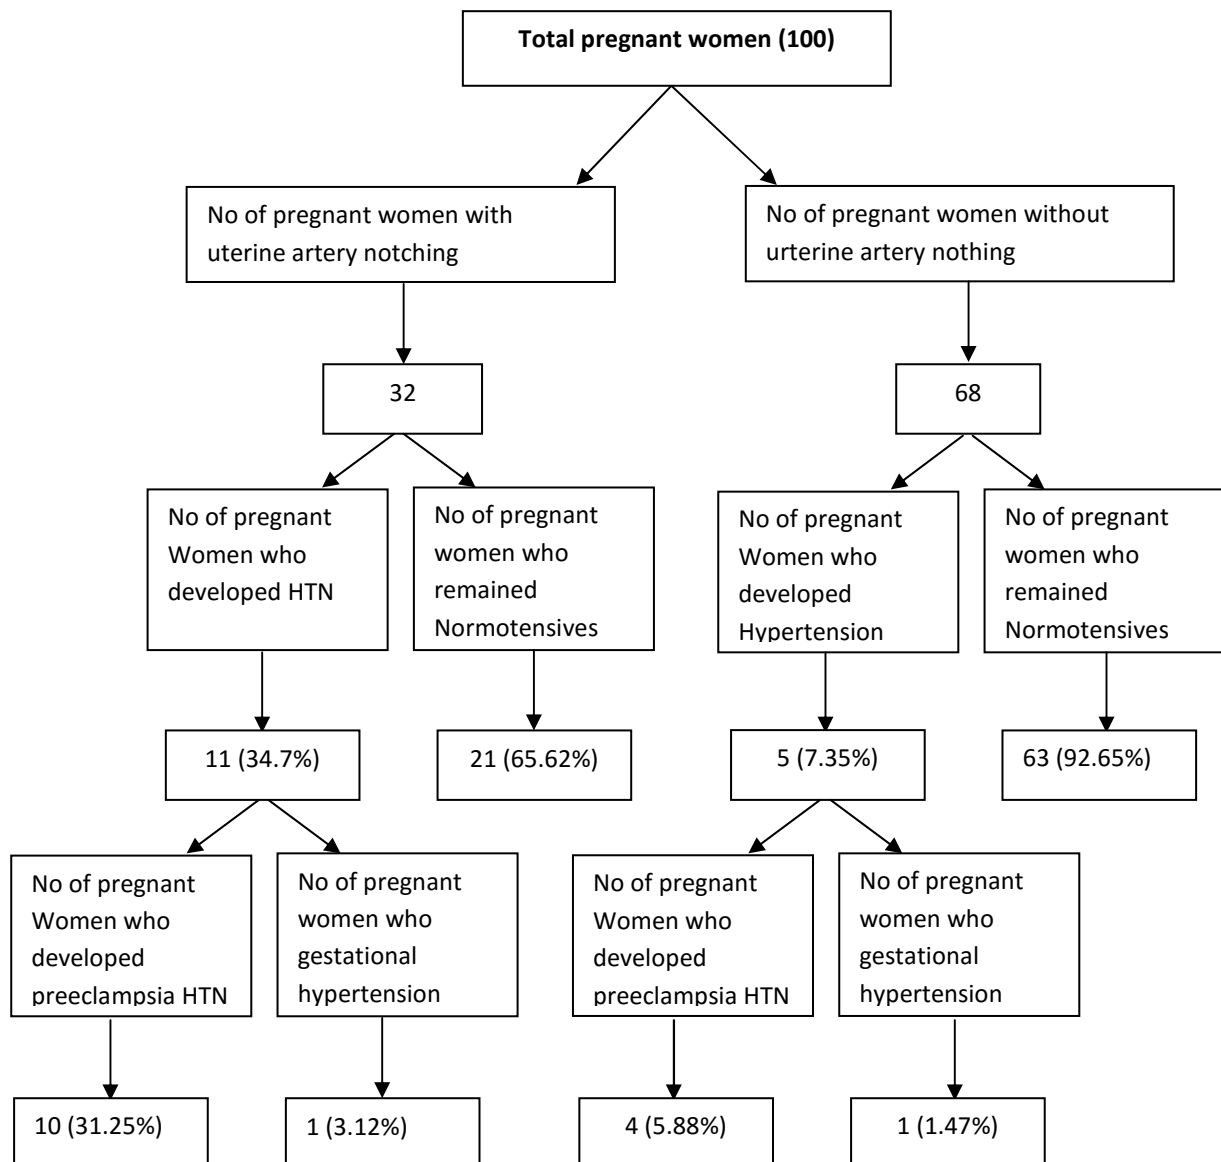 Total pregnant women (100)
No of pregnant women with
uterine artery notching
No of pregnant women without
urterine artery nothing
32
68
No of pregnant
Women who
developed HTN
No of pregnant
women who
remained
Normotensives
No of pregnant
Women who
developed
Hypertension
No of pregnant
women who
remained
Normotensives
11 (34.7%)
21 (65.62%)
5 (7.35%)
63 (92.65%)
No of pregnant
Women who
developed
preeclampsia HTN
No of pregnant
women who
gestational
hypertension
No of pregnant
Women who
developed
preeclampsia HTN
No of pregnant
women who
gestational
hypertension
10 (31.25%)
1 (3.12%)
4 (5.88%)
1 (1.47%)